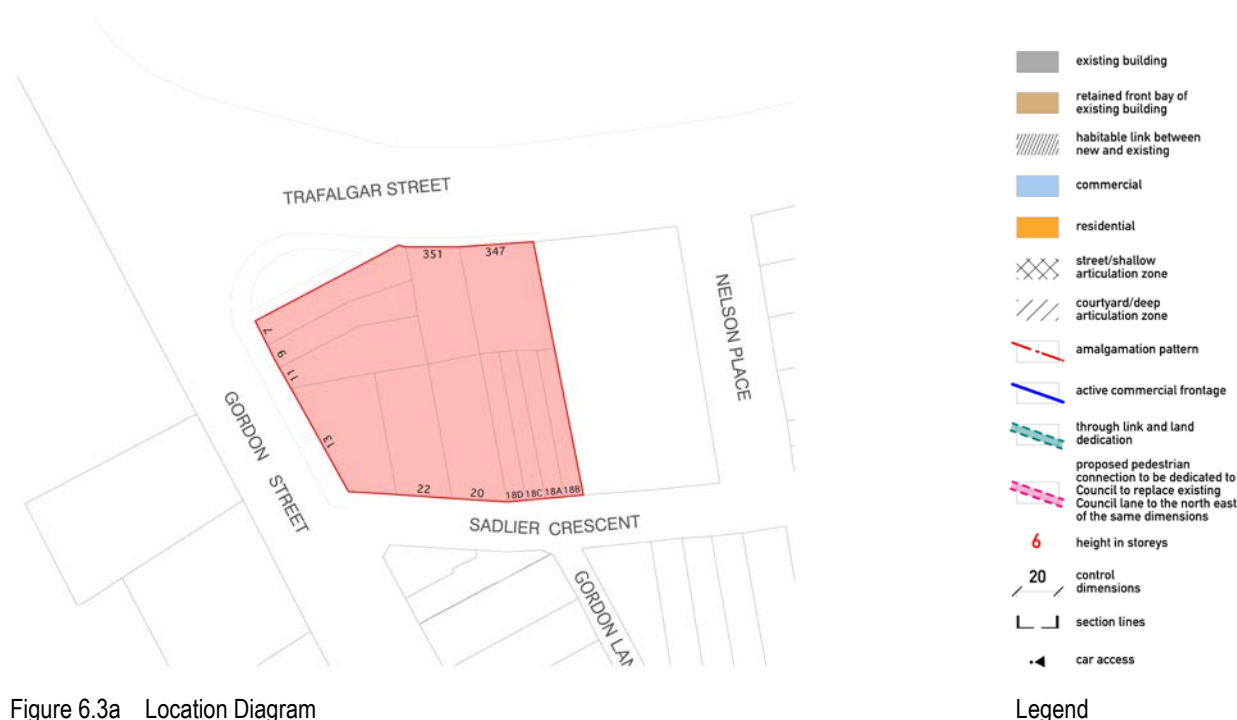 TRAFALGAR STREET
351
347
7
9
11
13
22
20
18D
18C
18A
18B
NELSON PLACE
GORDON STREET
SADLIER CRESCENT
GORDON LAN
existing building
retained front bay of
existing building
habitable link between
new and existing
commercial
residential
street/shallow
articulation zone
courtyard/deep
articulation zone
amalgamation pattern
active commercial frontage
through link and land
dedication
proposed pedestrian
connection to be dedicated to
Council to replace existing
Council lane to the north east
of the same dimensions
6
height in storeys
20
control
dimensions
section lines
car access
Figure 6.3a Location Diagram
Legend